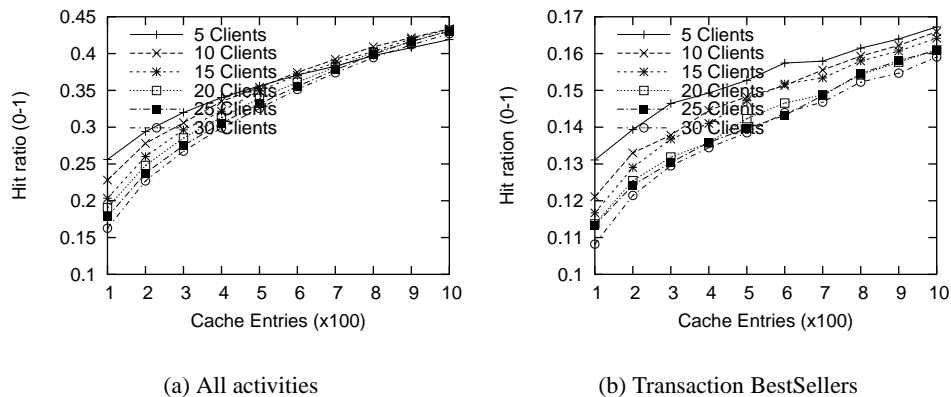 0.45
0.4
0.35
0.3
0.25
0.2
0.15
0.1
Hit ratio (0-1)
5 Clients
10 Clients
15 Clients
20 Clients
25 Clients
30 Clients
1 2 3 4 5 6 7 8 9 10
Cache Entries (x100)
(a) All activities
0.17
0.16
0.15
0.14
0.13
0.12
0.11
0.1
Hit ration (0-1)
5 Clients
10 Clients
15 Clients
20 Clients
25 Clients
30 Clients
1 2 3 4 5 6 7 8 9 10
Cache Entries (x100)
(b) Transaction BestSellers